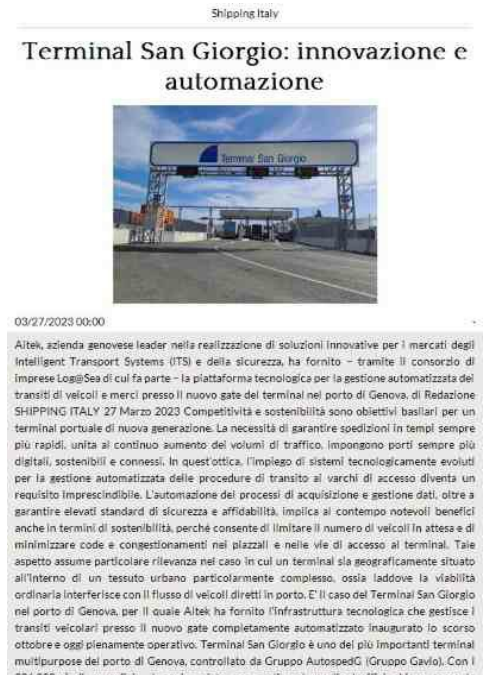 Shipping Italy
Terminal San Giorgio: innovazione e
automazione
Terminal San Giorgio
03/27/2023 00:00
Aitek, azienda genovese leader nella realizzazione di soluzioni innovative per i mercati degli
Intelligent Transport Systems (ITS) e della sicurezza, ha fornito – tramite il consorzio di
imprese Log@Sea di cui fa parte – la piattaforma tecnologica per la gestione automatizzata dei
transiti di veicoli e merci presso il nuovo gate del terminal nel porto di Genova. di Redazione
SHIPPING ITALY 27 Marzo 2023 Competitività e sostenibilità sono obiettivi basilari per un
terminal portuale di nuova generazione. La necessità di garantire spedizioni in tempi sempre
più rapidi, unita al continuo aumento dei volumi di traffico, impongono porti sempre più
digitali, sostenibili e connessi. In quest'ottica, l'impiego di sistemi tecnologicamente evoluti
per la gestione automatizzata delle procedure di transito ai varchi di accesso diventa un
requisito imprescindibile. L'automazione dei processi di acquisizione e gestione dati, oltre a
garantire elevati standard di sicurezza e affidabilità, implica al contempo notevoli benefici
anche in termini di sostenibilità, perché consente di limitare il numero di veicoli in attesa e di
minimizzare code e congestionamenti nei piazzali e nelle vie di accesso al terminal. Tale
aspetto assume particolare rilevanza nel caso in cui un terminal sia geograficamente situato
all'interno di un tessuto urbano particolarmente complesso, ossia laddove la viabilità
ordinaria interferisce con il flusso di veicoli diretti in porto. E' il caso del Terminal San Giorgio
nel porto di Genova, per il quale Aitek ha fornito l'infrastruttura tecnologica che gestisce i
transiti veicolari presso il nuovo gate completamente automatizzato inaugurato lo scorso
ottobre e oggi pienamente operativo. Terminal San Giorgio è uno dei più importanti terminal
multipurpose del porto di Genova, controllato da Gruppo AutospedG (Gruppo Gavio). Con i